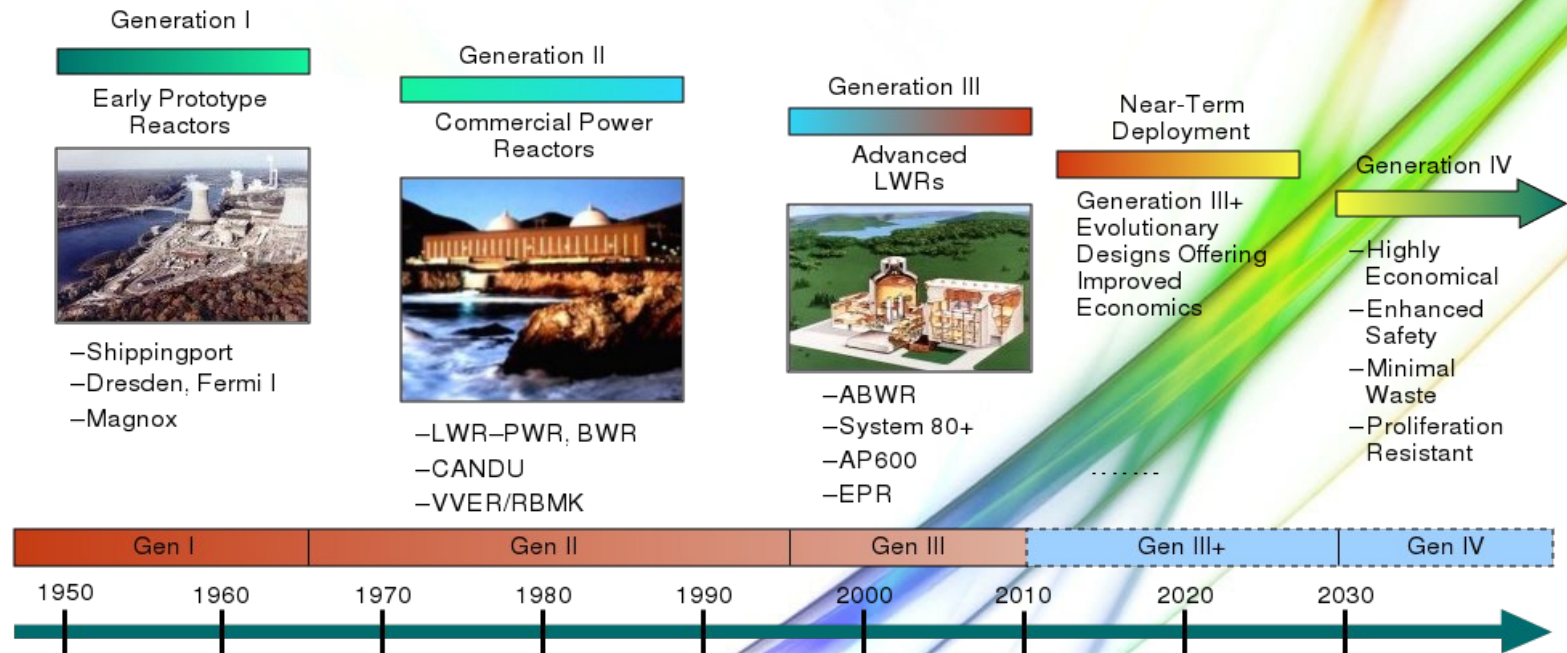 Generation I
Early Prototype
Reactors
–Shippingport
–Dresden, Fermi I
–Magnox
Generation II
Commercial Power
Reactors
–LWR–PWR, BWR
–CANDU
–VVER/RBMK
Generation III
Advanced
LWRs
–ABWR
–System 80+
–AP600
–EPR
Near-Term
Deployment
Generation III+
Evolutionary
Designs Offering
Improved
Economics
.......
Generation IV
–Highly
Economical
–Enhanced
Safety
–Minimal
Waste
–Proliferation
Resistant
Gen I
Gen II
Gen III
Gen III+
Gen IV
1950
1960
1970
1980
1990
2000
2010
2020
2030